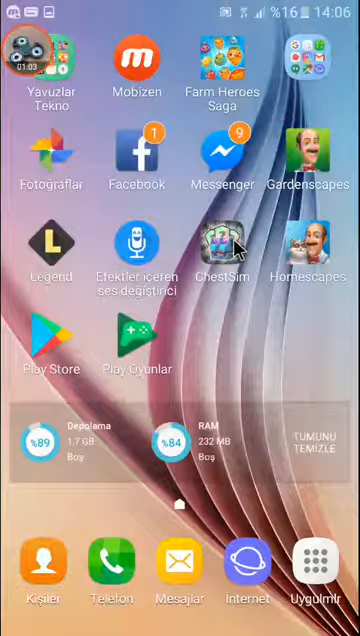 %16 14:06
01:03
Yavuzlar Tekno
Mobizen
Farm Heroes Saga
1
9
Fotoğraflar
Facebook
Messenger
Gardenscapes
Legend
Efektler içeren ses değiştirici
ChestSim
Homescapes
Play Store
Play Oyunlar
%89
Depolama
1,7 GB
Boş
%84
RAM
232 MB
Boş
TÜMÜNÜ TEMİZLE
Kişiler
Telefon
Mesajlar
Internet
Uygulmlr